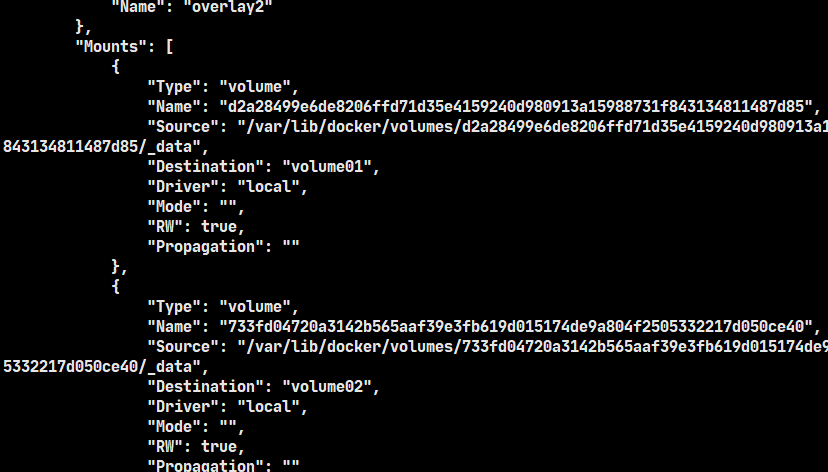 "Name": "overlay2"
},
"Mounts": [
{
"Type": "volume",
"Name": "d2a28499e6de8206ffd71d35e4159240d980913a15988731f843134811487d85",
"Source": "/var/lib/docker/volumes/d2a28499e6de8206ffd71d35e4159240d980913a1
843134811487d85/_data",
"Destination": "volume01",
"Driver": "local",
"Mode": "",
"RW": true,
"Propagation": ""
},
{
"Type": "volume",
"Name": "733fd04720a3142b565aaf39e3fb619d015174de9a804f2505332217d050ce40",
"Source": "/var/lib/docker/volumes/733fd04720a3142b565aaf39e3fb619d015174de9
5332217d050ce40/_data",
"Destination": "volume02",
"Driver": "local",
"Mode": "",
"RW": true,
"Propagation": ""